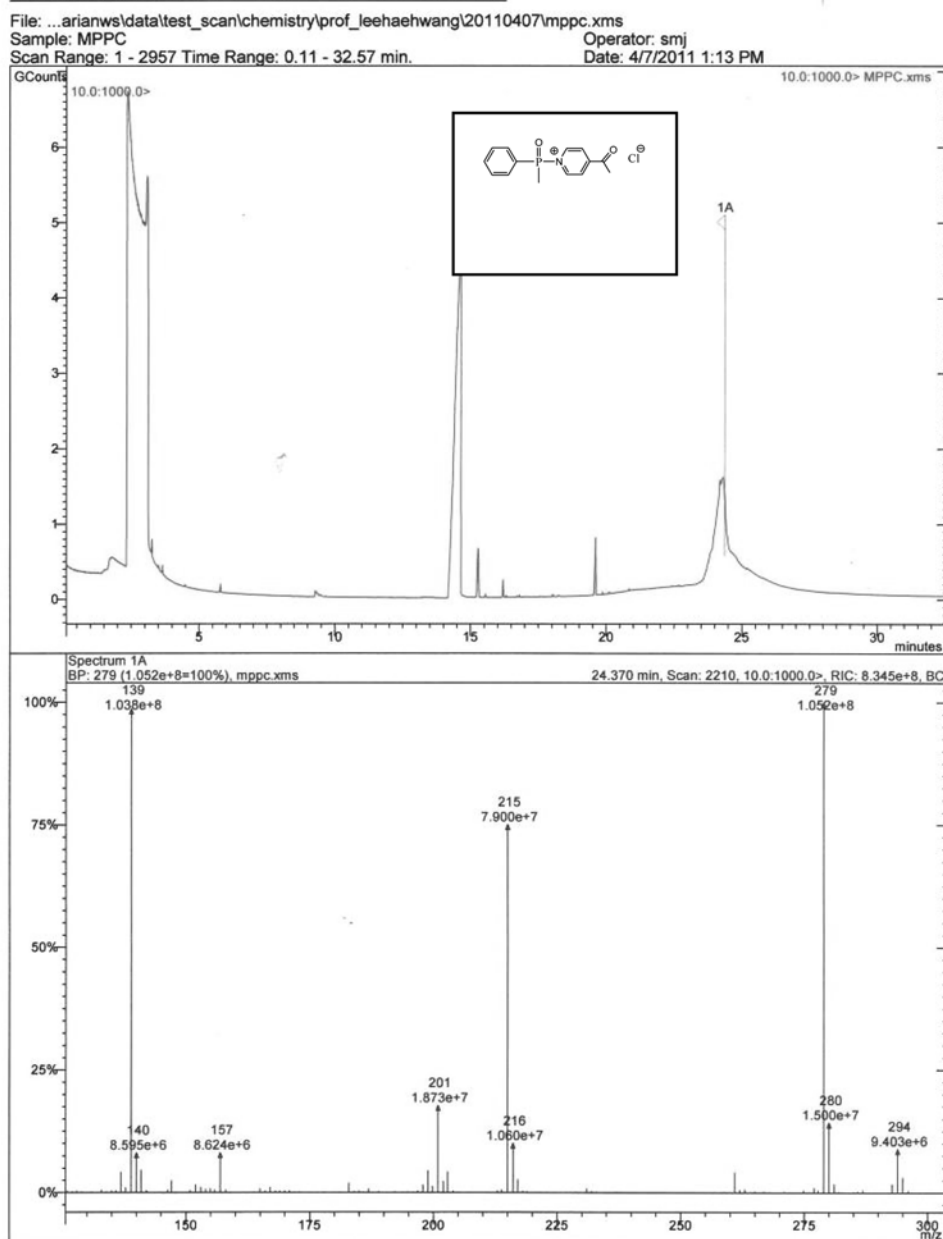 File: ...arianws\data\test_scan\chemistry\prof_leehaehwang\20110407\mppc.xms
Sample: MPPC Operator: smj
Scan Range: 1 - 2957 Time Range: 0.11 - 32.57 min. Date: 4/7/2011 1:13 PM
GCounts 10.0:1000.0> 10.0:1000.0> MPPC.xms
6
5
4
3
2
1
0
O
P
N
⊕
O
Cl⊖
1A
5 10 15 20 25 30
minutes
Spectrum 1A
BP: 279 (1.052e+8=100%), mppc.xms 24.370 min, Scan: 2210, 10.0:1000.0>, RIC: 8.345e+8, BC
100%
75%
50%
25%
0%
139
1.038e+8
279
1.052e+8
215
7.900e+7
201
1.873e+7
216
1.060e+7
140
8.595e+6
157
8.624e+6
280
1.500e+7
294
9.403e+6
150 175 200 225 250 275 300
m/z